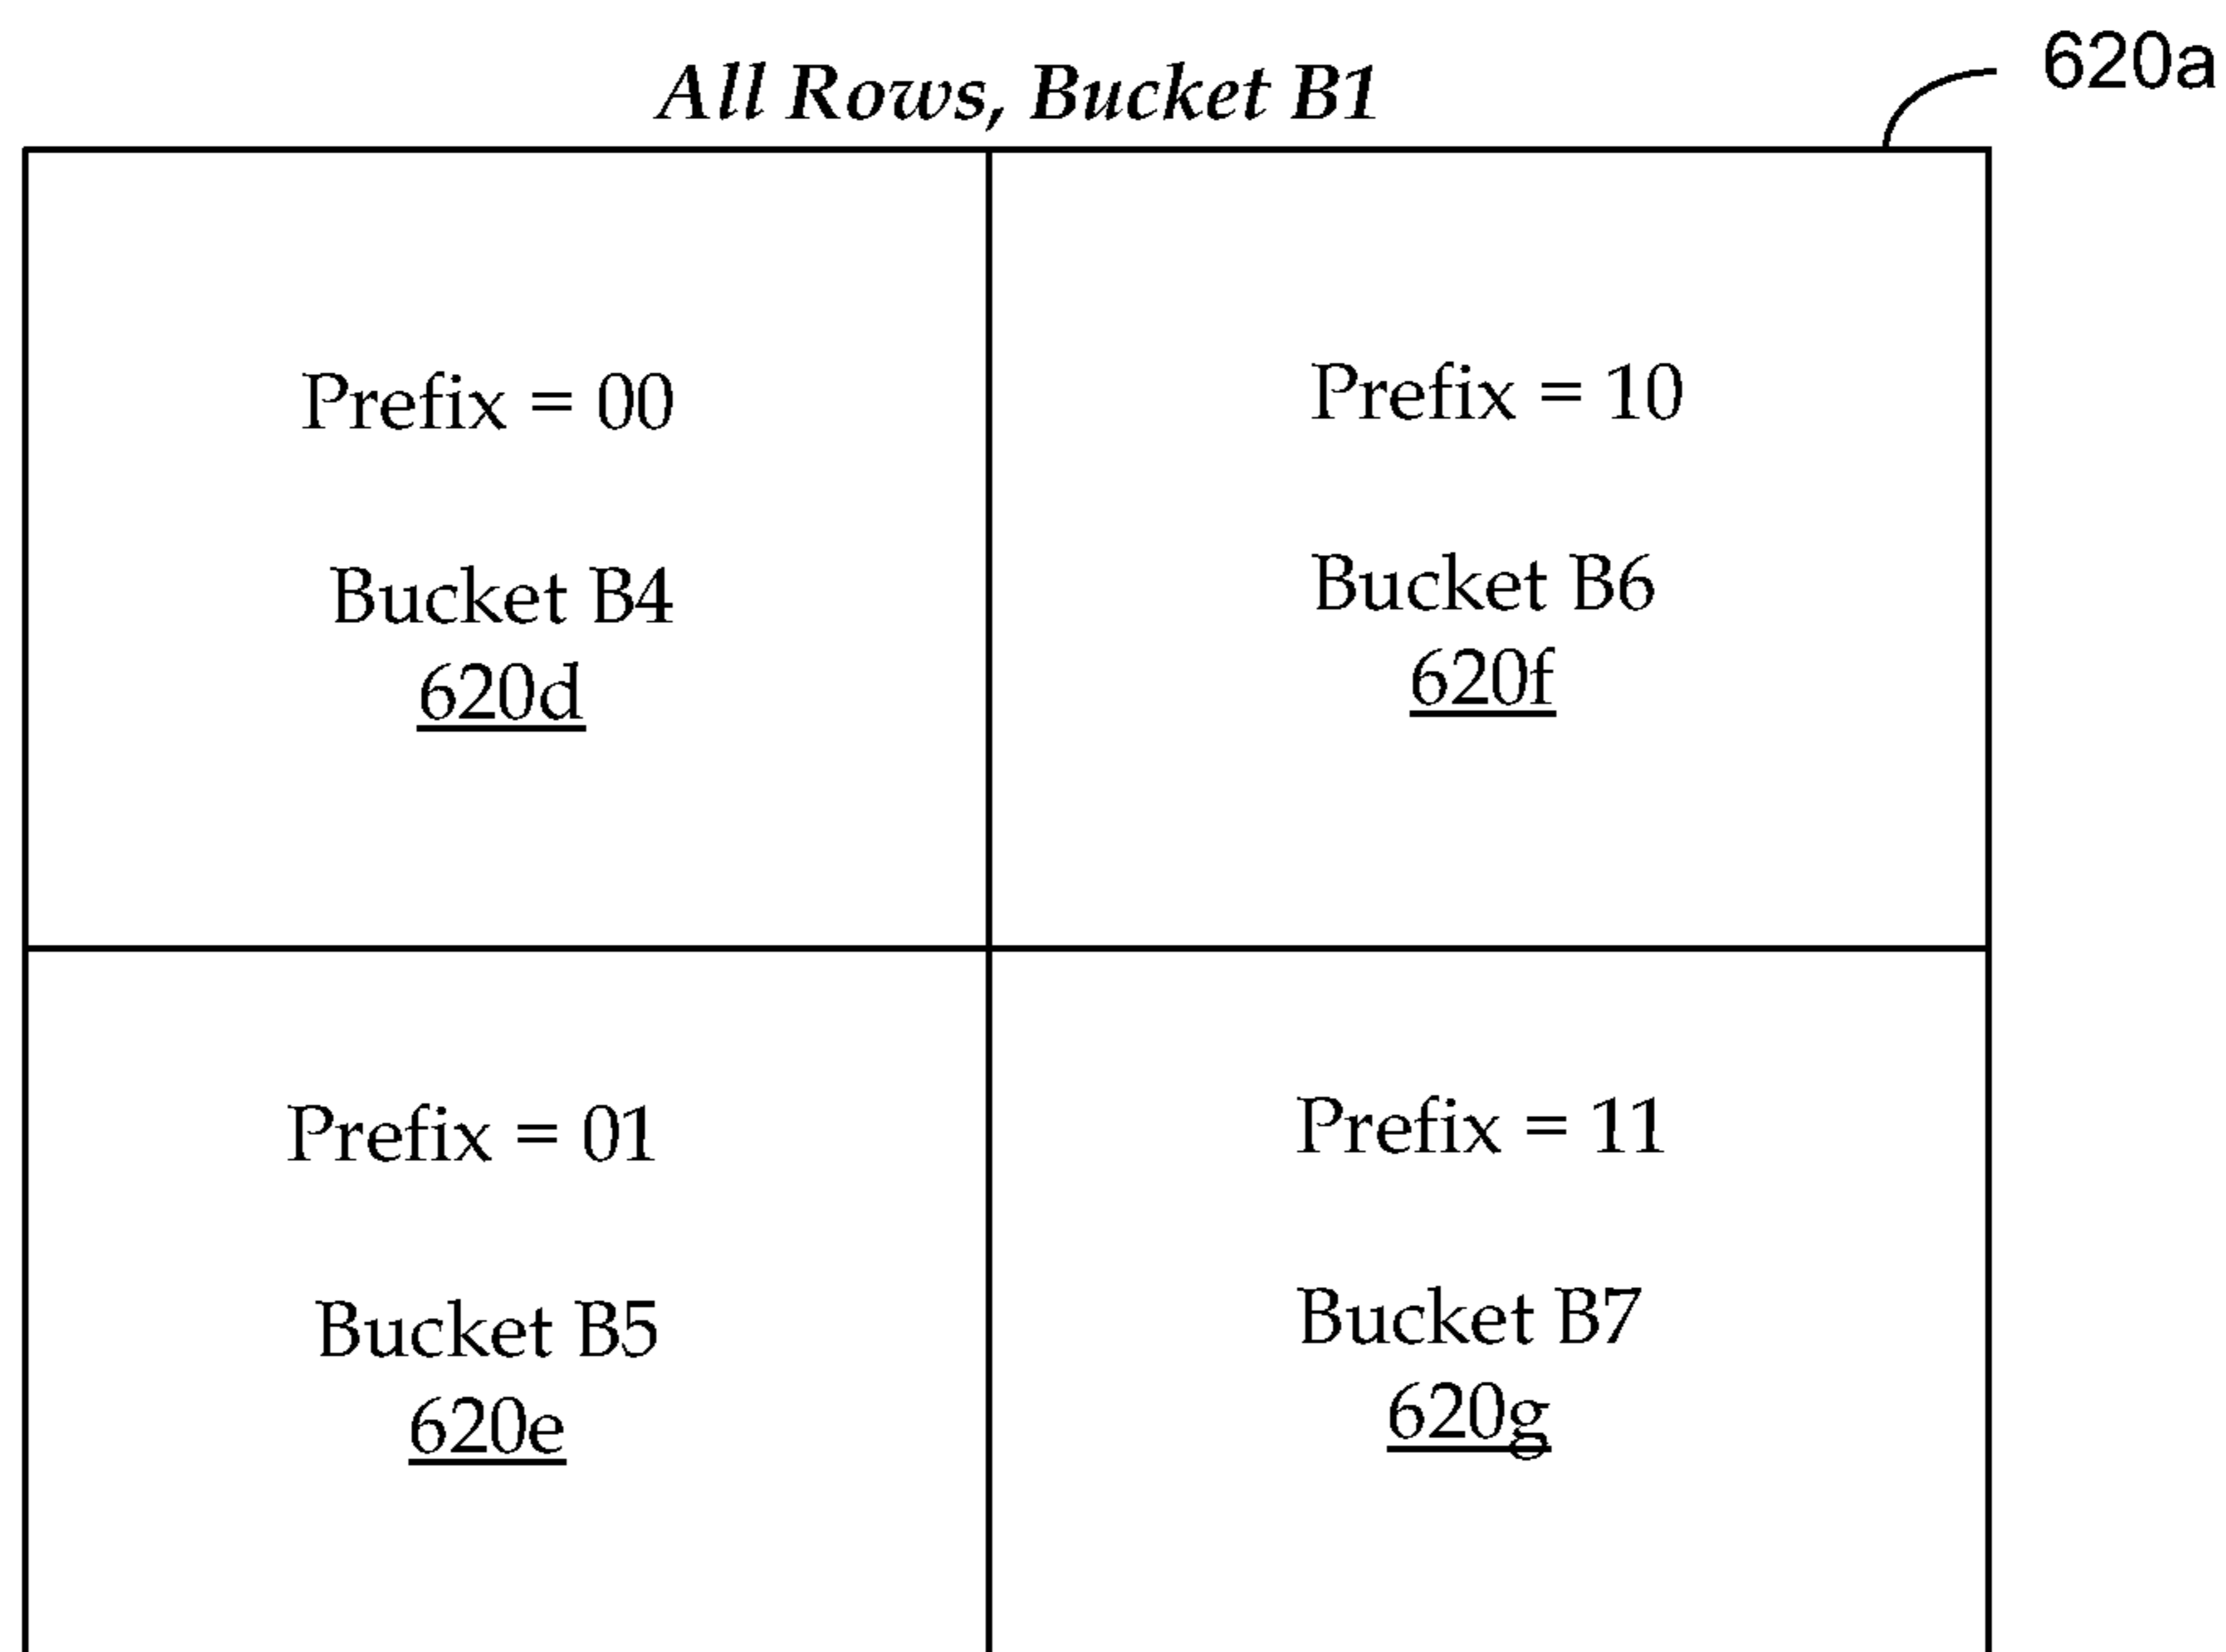 All Rows, Bucket B1
620a
Prefix = 00
Bucket B4
620d
Prefix = 10
Bucket B6
620f
Prefix = 01
Bucket B5
620e
Prefix = 11
Bucket B7
620g